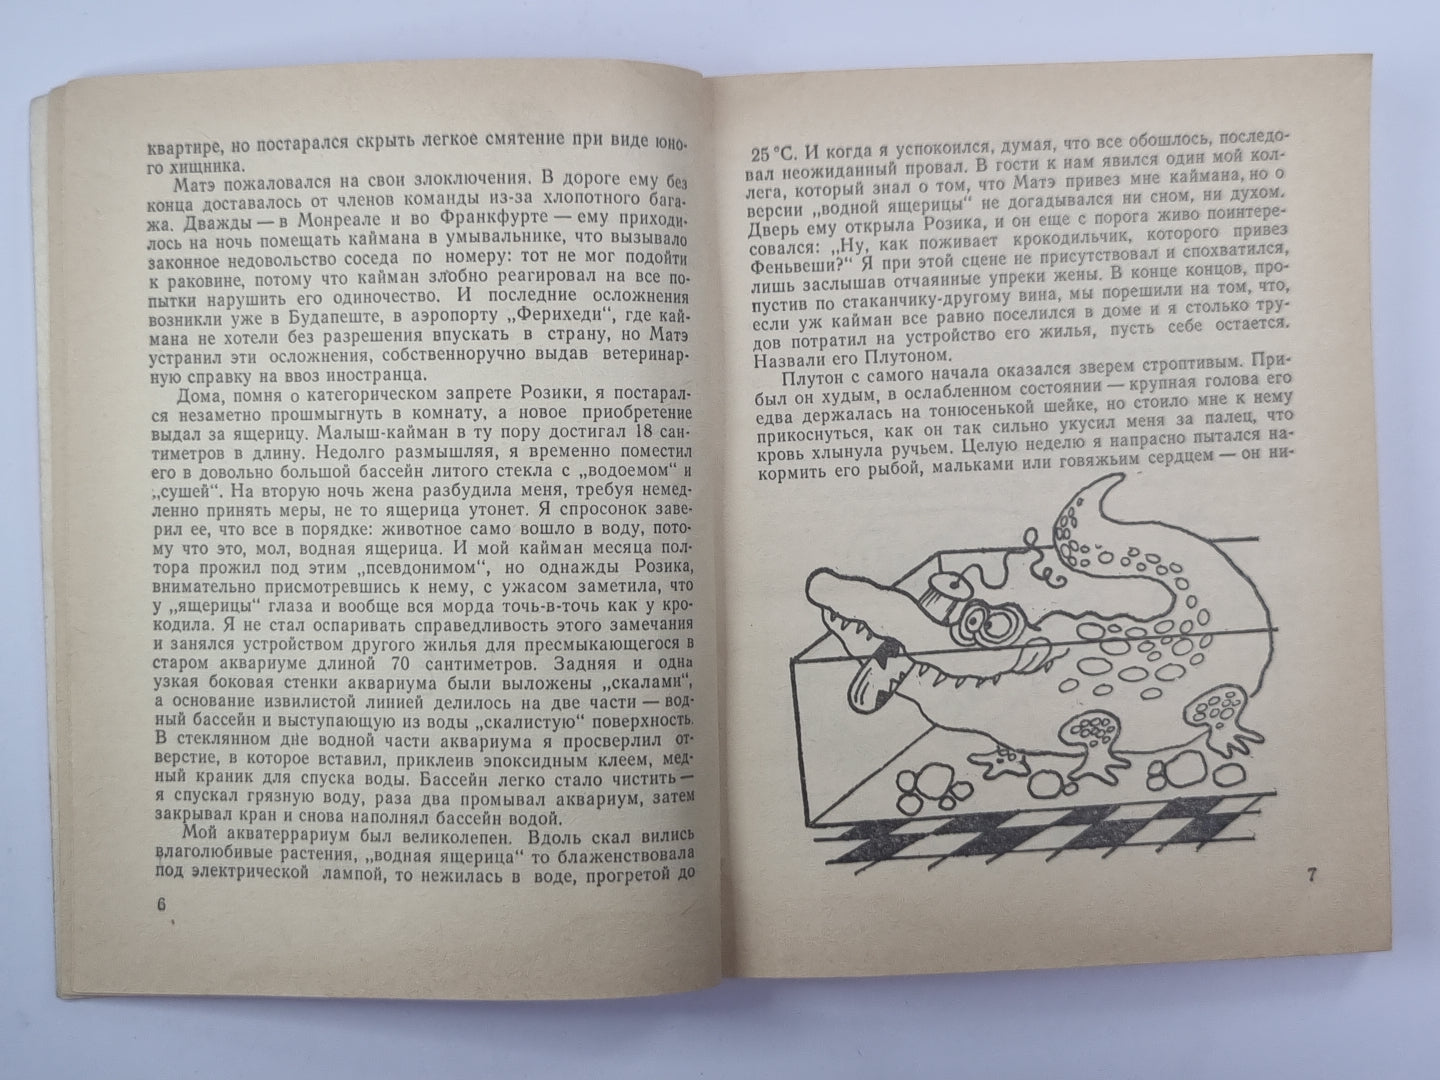 квартире, но постарался скрыть легкое смятение при виде юно-
го хищника.
Матэ пожаловался на свои злоключения. В дороге ему без
конца доставалось от членов команды из-за хлопотного бага-
жа. Дважды — в Монреале и во Франкфурте — ему приходи-
лось на ночь помещать каймана в умывальнике, что вызывало
законное недовольство соседа по номеру: тот не мог подойти
к раковине, потому что кайман злобно реагировал на все по-
пытки нарушить его одиночество. И последние осложнения
возникли уже в Будапеште, в аэропорту „Ферихеди“, где кай-
мана не хотели без разрешения впускать в страну, но Матэ
устранил эти осложнения, собственноручно выдав ветеринар-
ную справку на ввоз иностранца.
Дома, помня о категорическом запрете Розики, я постарал-
ся незаметно прошмыгнуть в комнату, а новое приобретение
выдал за ящерицу. Малыш-кайман в ту пору достигал 18 сан-
тиметров в длину. Недолго размышляя, я временно поместил
его в довольно большой бассейн литого стекла с „водоемом“ и
„сушей“. На вторую ночь жена разбудила меня, требуя немед-
ленно принять меры, не то ящерица утонет. Я спросонок заве-
рил ее, что все в порядке: животное само вошло в воду, пото-
му что это, мол, водная ящерица. И мой кайман месяца пол-
тора прожил под этим „псевдонимом“, но однажды Розика,
внимательно присмотревшись к нему, с ужасом заметила, что
у „ящерицы“ глаза и вообще вся морда точь-в-точь как у кро-
кодила. Я не стал оспаривать справедливость этого замечания
и занялся устройством другого жилья для пресмыкающегося в
старом аквариуме длиной 70 сантиметров. Задняя и одна
узкая боковая стенки аквариума были выложены „скалами“,
а основание извилистой линией делилось на две части — вод-
ный бассейн и выступающую из воды „скалистую“ поверхность.
В стеклянном дне водной части аквариума я просверлил от-
верстие, в которое вставил, приклеив эпоксидным клеем, мед-
ный краник для спуска воды. Бассейн легко стало чистить —
я спускал грязную воду, раза два промывал аквариум, затем
закрывал кран и снова наполнял бассейн водой.
Мой акватеррариум был великолепен. Вдоль скал вились
влаголюбивые растения, „водная ящерица“ то блаженствовала
под электрической лампой, то нежилась в воде, прогретой до
6
25 °С. И когда я успокоился, думая, что все обошлось, последо-
вал неожиданный провал. В гости к нам явился один мой кол-
лега, который знал о том, что Матэ привез мне каймана, но о
версии „водной ящерицы“ не догадывался ни сном, ни духом.
Дверь ему открыла Розика, и он еще с порога живо поинтере-
совался: „Ну, как поживает крокодильчик, которого привез
Феньвеши?“ Я при этой сцене не присутствовал и спохватился,
лишь заслышав отчаянные упреки жены. В конце концов, про-
пустив по стаканчику-другому вина, мы порешили на том, что,
если уж кайман все равно поселился в доме и я столько тру-
дов потратил на устройство его жилья, пусть себе остается.
Назвали его Плутоном.
Плутон с самого начала оказался зверем строптивым. При-
был он худым, в ослабленном состоянии — крупная голова его
едва держалась на тонюсенькой шейке, но стоило мне к нему
прикоснуться, как он так сильно укусил меня за палец, что
кровь хлынула ручьем. Целую неделю я напрасно пытался на-
кормить его рыбой, мальками или говяжьим сердцем — он ни-
7